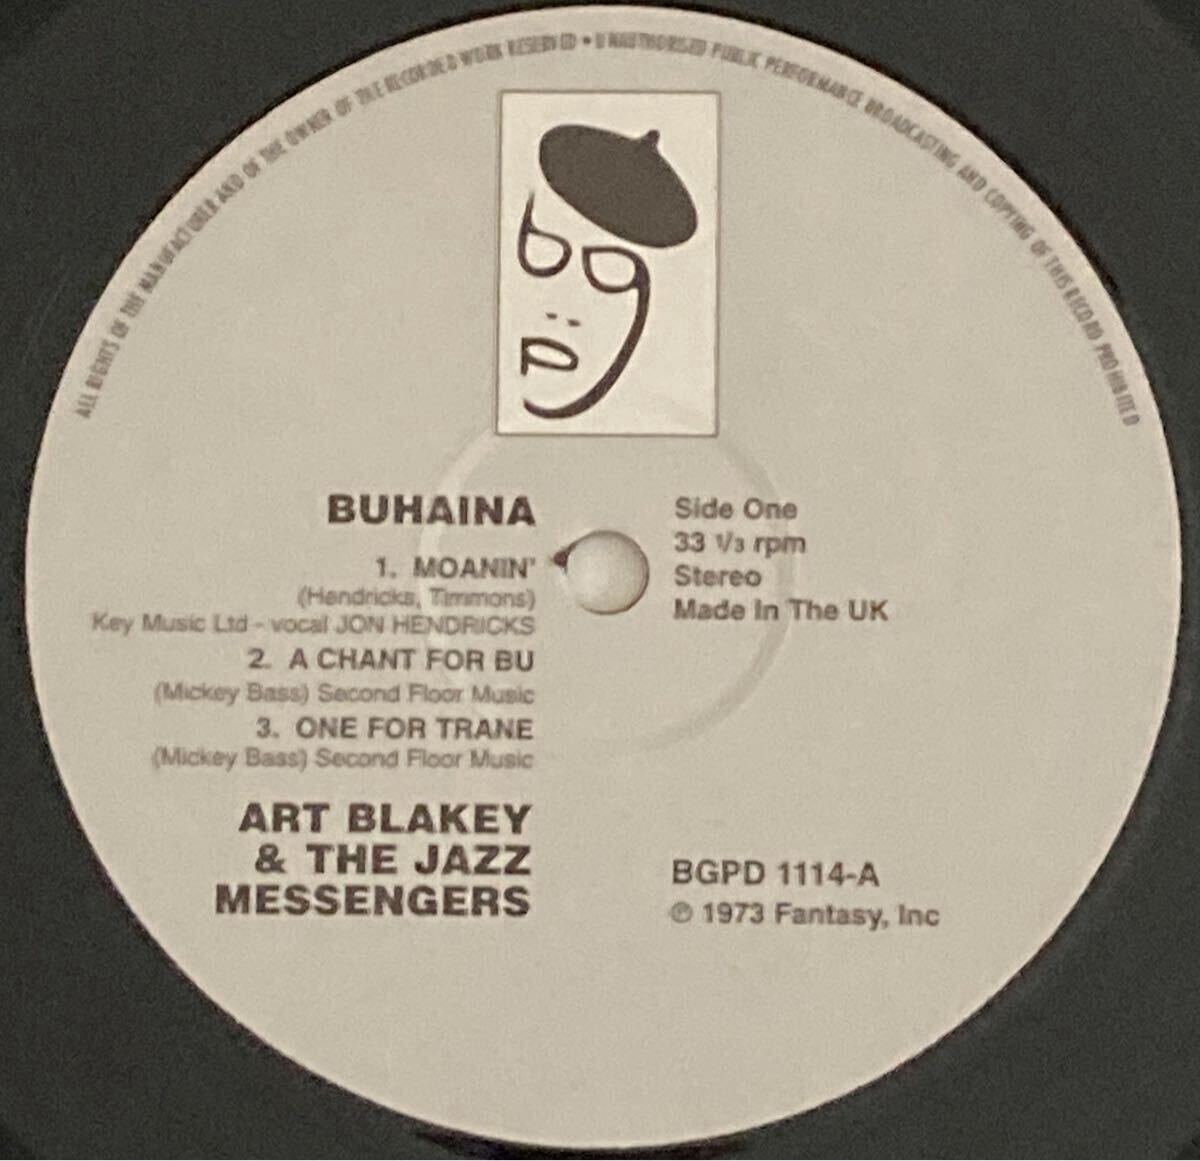 ALL RIGHTS OF THE MANUFACTURER AND OF THE OWNER OF THE RECORDED WORK RESERVED • UNAUTHORISED PUBLIC PERFORMANCE BROADCASTING AND COPYING OF THIS RECORD PROHIBITED
bgp
BUHAINA
1. MOANIN'
(Hendricks, Timmons)
Key Music Ltd - vocal JON HENDRICKS
2. A CHANT FOR BU
(Mickey Bass) Second Floor Music
3. ONE FOR TRANE
(Mickey Bass) Second Floor Music
ART BLAKEY
& THE JAZZ
MESSENGERS
Side One
33 1/3 rpm
Stereo
Made In The UK
BGPD 1114-A
℗ 1973 Fantasy, Inc